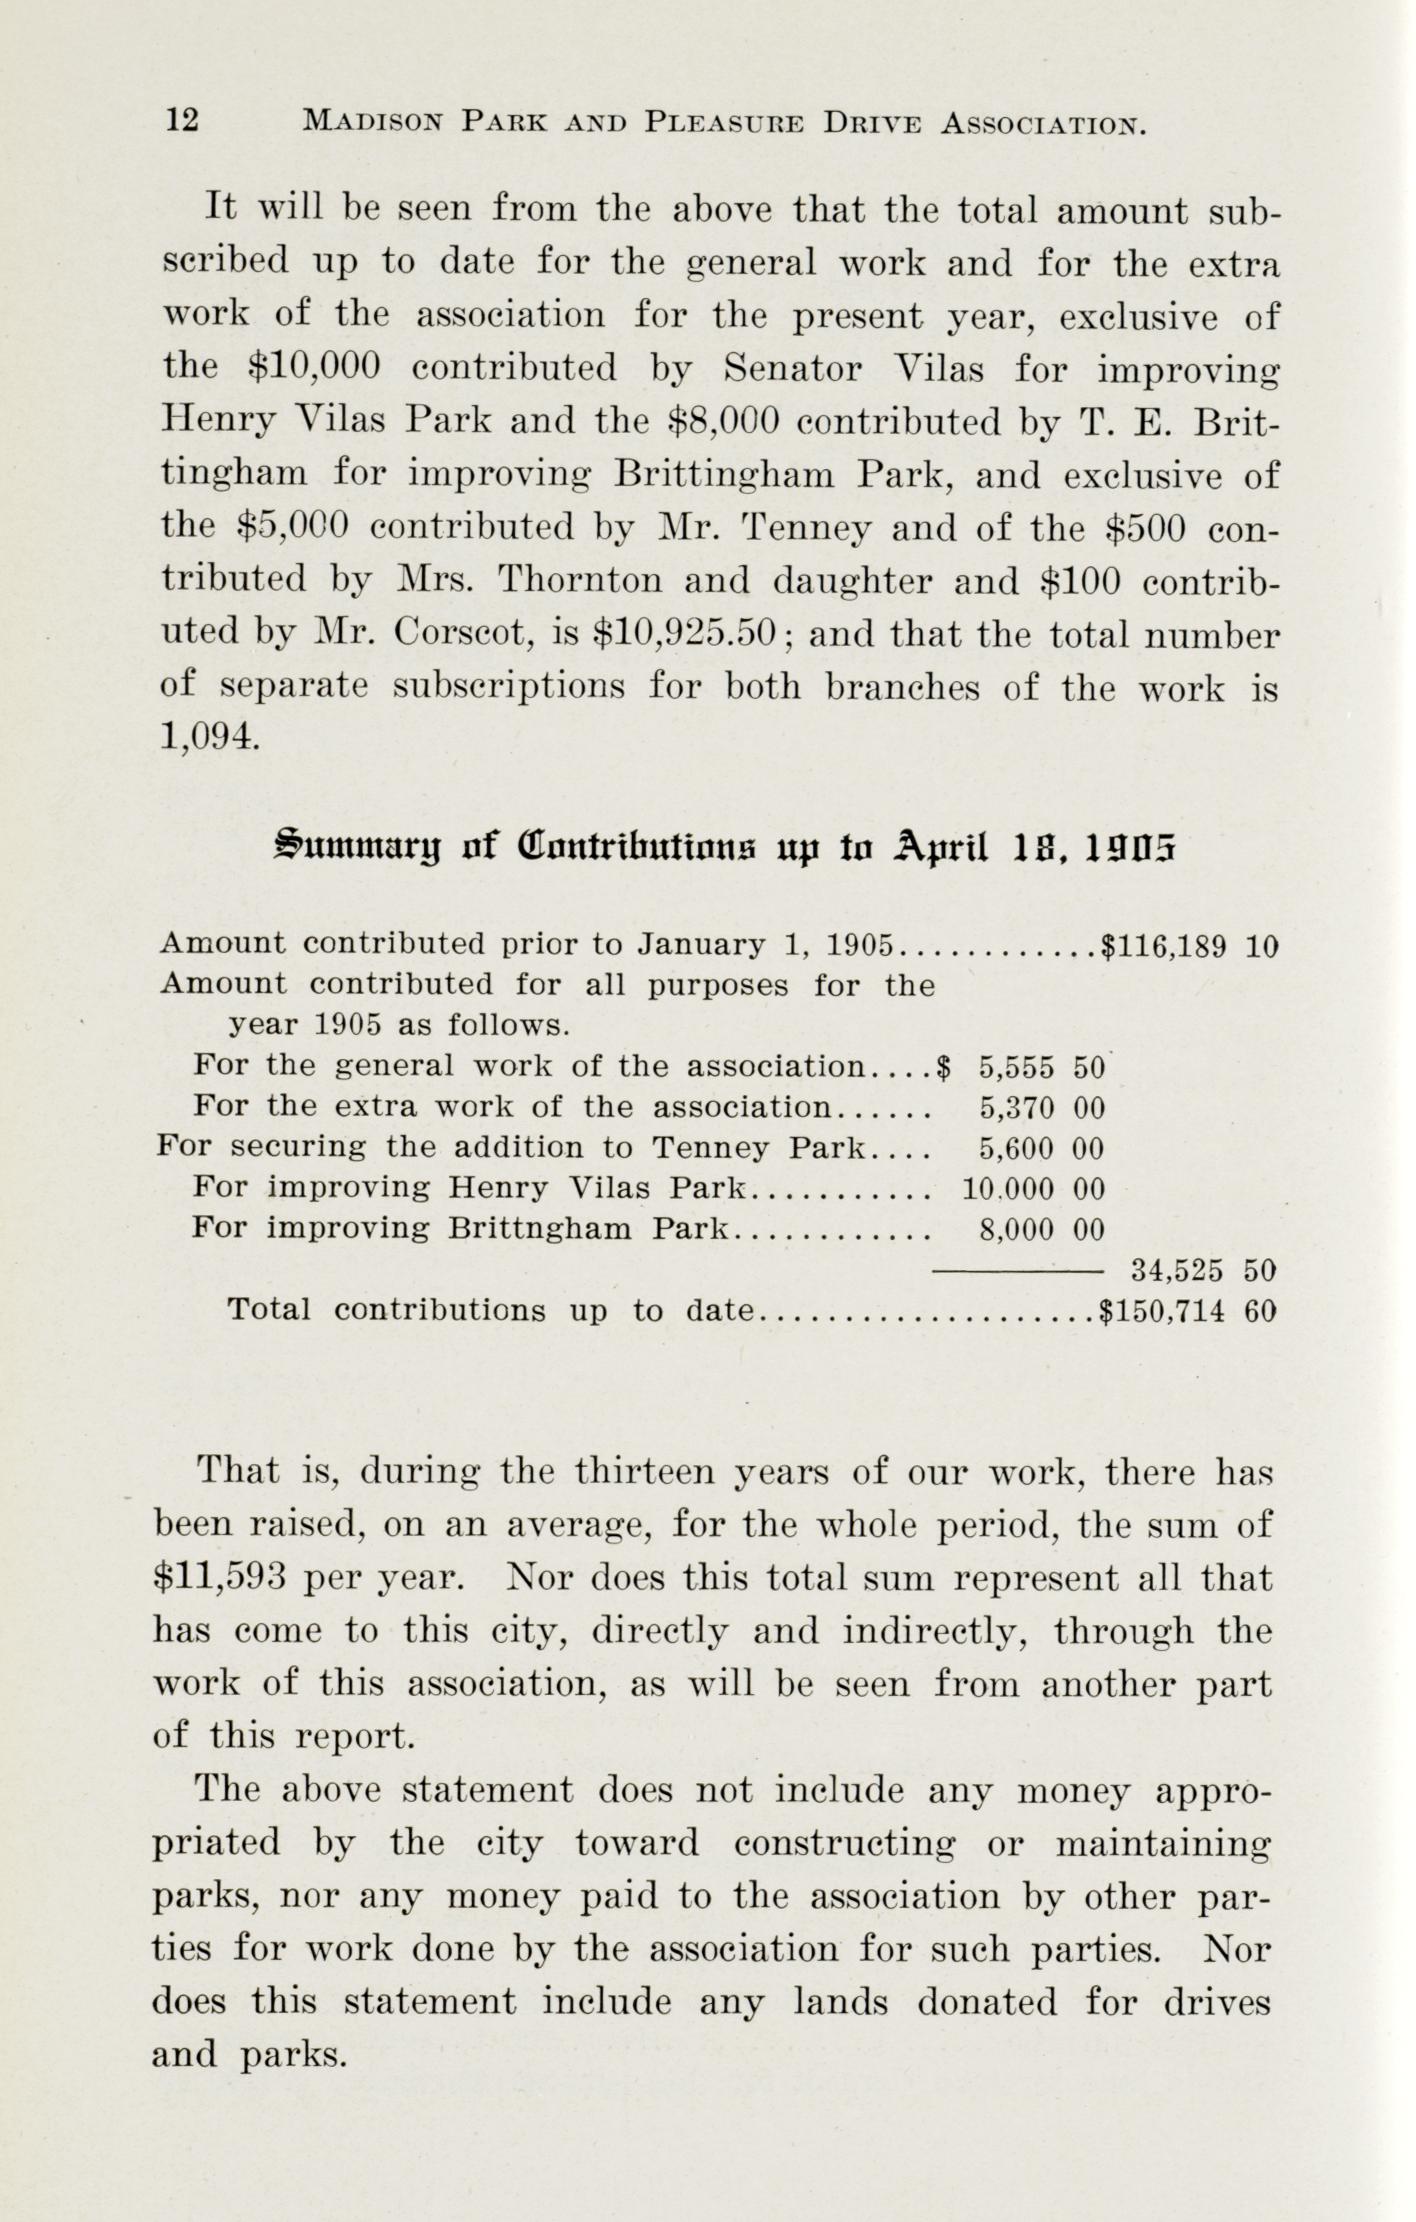 12 MADISON PARK AND PLEASURE DRIVE ASSOCIATION.
It will be seen from the above that the total amount sub-
scribed up to date for the general work and for the extra
work of the association for the present year, exclusive of
the $10,000 contributed by Senator Vilas for improving
Henry Vilas Park and the $8,000 contributed by T. E. Brit-
tingham for improving Brittingham Park, and exclusive of
the $5,000 contributed by Mr. Tenney and of the $500 con-
tributed by Mrs. Thornton and daughter and $100 contrib-
uted by Mr. Corscot, is $10,925.50; and that the total number
of separate subscriptions for both branches of the work is
1,094.
Summary of Contributions up to April 18, 1905
Amount contributed prior to January 1, 1905............$116,189 10
Amount contributed for all purposes for the
year 1905 as follows.
For the general work of the association....$ 5,555 50
For the extra work of the association...... 5,370 00
For securing the addition to Tenney Park.... 5,600 00
For improving Henry Vilas Park........... 10.000 00
For improving Brittngham Park............ 8,000 00
34,525 50
Total contributions up to date....................$150,714 60
That is, during the thirteen years of our work, there has
been raised, on an average, for the whole period, the sum of
$11,593 per year. Nor does this total sum represent all that
has come to this city, directly and indirectly, through the
work of this association, as will be seen from another part
of this report.
The above statement does not include any money appro-
priated by the city toward constructing or maintaining
parks, nor any money paid to the association by other par-
ties for work done by the association for such parties. Nor
does this statement include any lands donated for drives
and parks.